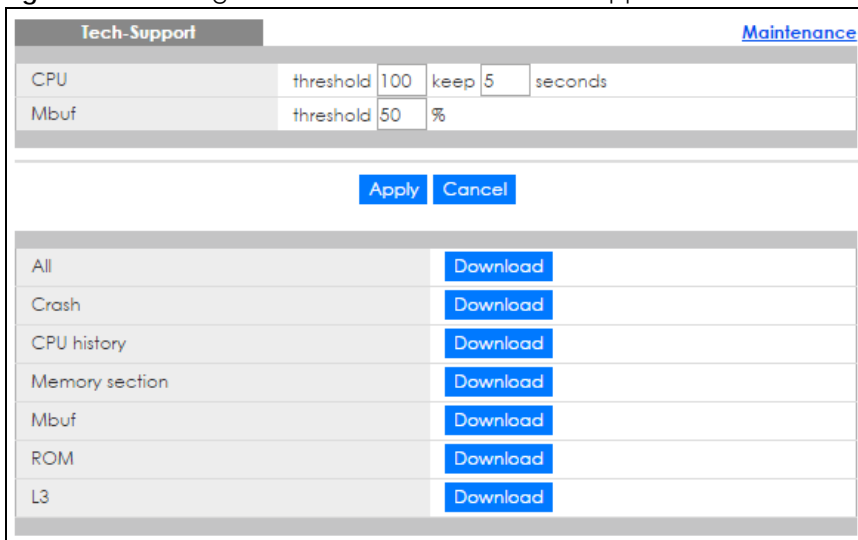 Tech-Support Maintenance
CPU threshold 100 keep 5 seconds
Mbuf threshold 50 %
Apply Cancel
All Download
Crash Download
CPU history Download
Memory section Download
Mbuf Download
ROM Download
L3 Download